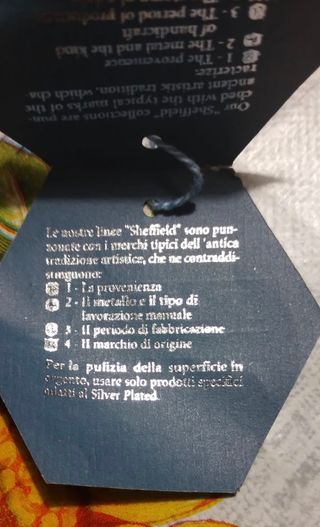 Our "Sheffield" collections are pun-
ched with the typical marks of the
ancient artistic tradition, which cha-
racterize:
1 - The provenience
2 - The metal and the kind
of handicraft
3 - The period of production
Le nostre linee "Sheffield" sono pun-
zonate con i merchi tipici dell'antica
tradizione artistica, che ne contraddi-
stinguono:
1 - La provenienza
2 - Il metallo e il tipo di
lavorazione manuale
3 - Il periodo di fabbricazione
4 - Il marchio di origine
Per la pulizia della superficie in
argento, usare solo prodotti specifici
adatti al Silver Plated.